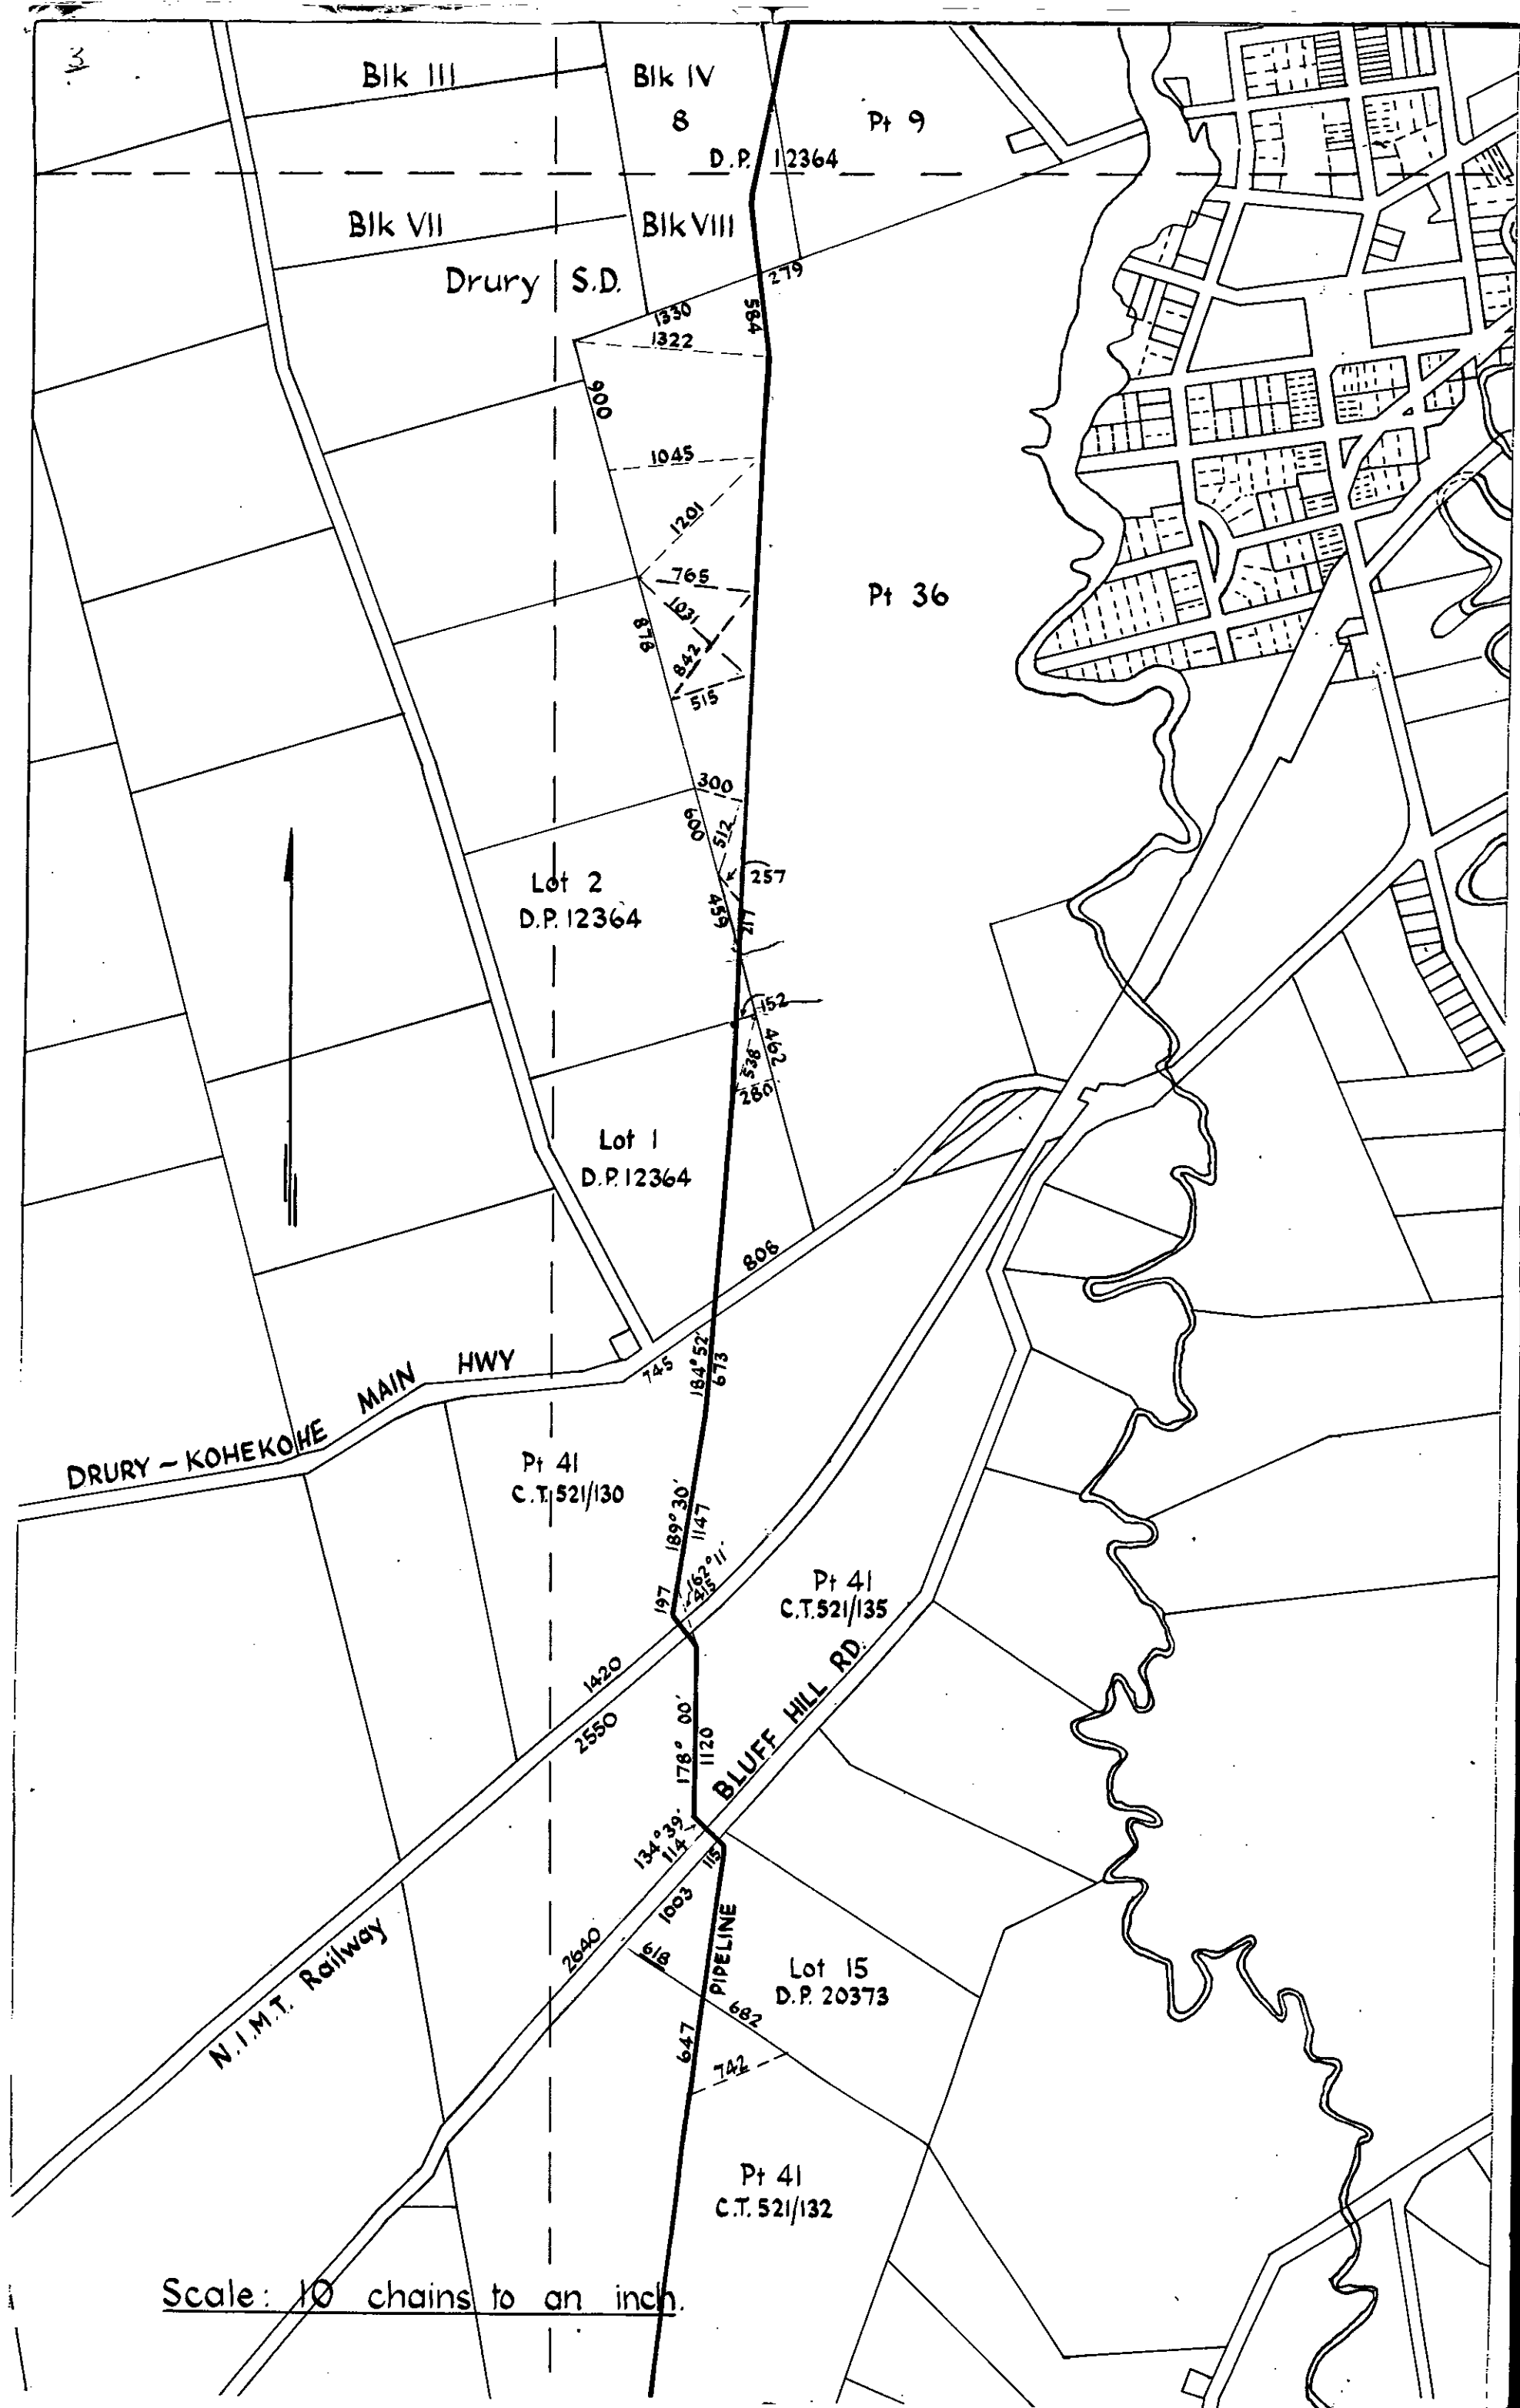 3
Blk III
Blk IV
8
Pt 9
D.P. 12364
Blk VII
Blk VIII
Drury S.D.
279
1330
584
1322
900
1045
1201
765
1031
Pt 36
878
842
515
300
600
512
257
Lot 2
D.P. 12364
459
217
152
462
538
280
Lot 1
D.P. 12364
808
184°52'
673
745
DRURY ~ KOHEKOHE MAIN HWY
Pt 41
C.T. 521/130
189°30'
1147
162°11'
415
197
Pt 41
C.T. 521/135
1420
2550
178° 00'
1120
BLUFF HILL RD.
134°39'
114
115
1003
2640
618
PIPELINE
N.I.M.T. Railway
Lot 15
D.P. 20373
682
647
742
Pt 41
C.T. 521/132
Scale: 10 chains to an inch.